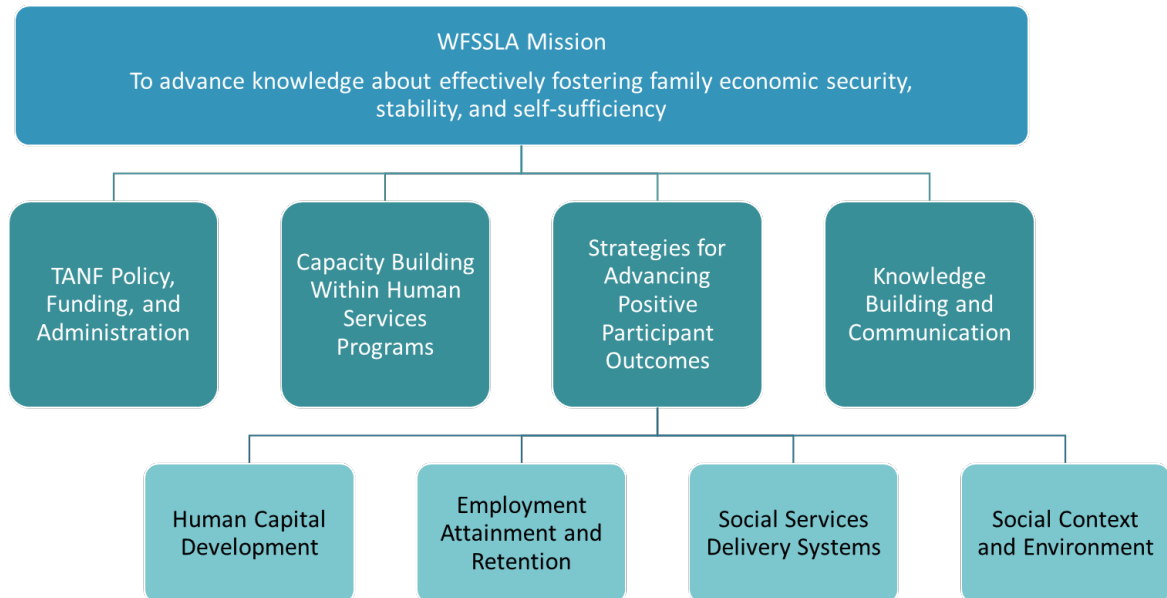 WFSSLA Mission
To advance knowledge about effectively fostering family economic security,
stability, and self-sufficiency
TANF Policy,
Funding, and
Administration
Capacity Building
Within Human
Services
Programs
Strategies for
Advancing
Positive
Participant
Outcomes
Knowledge
Building and
Communication
Human Capital
Development
Employment
Attainment and
Retention
Social Services
Delivery Systems
Social Context
and Environment